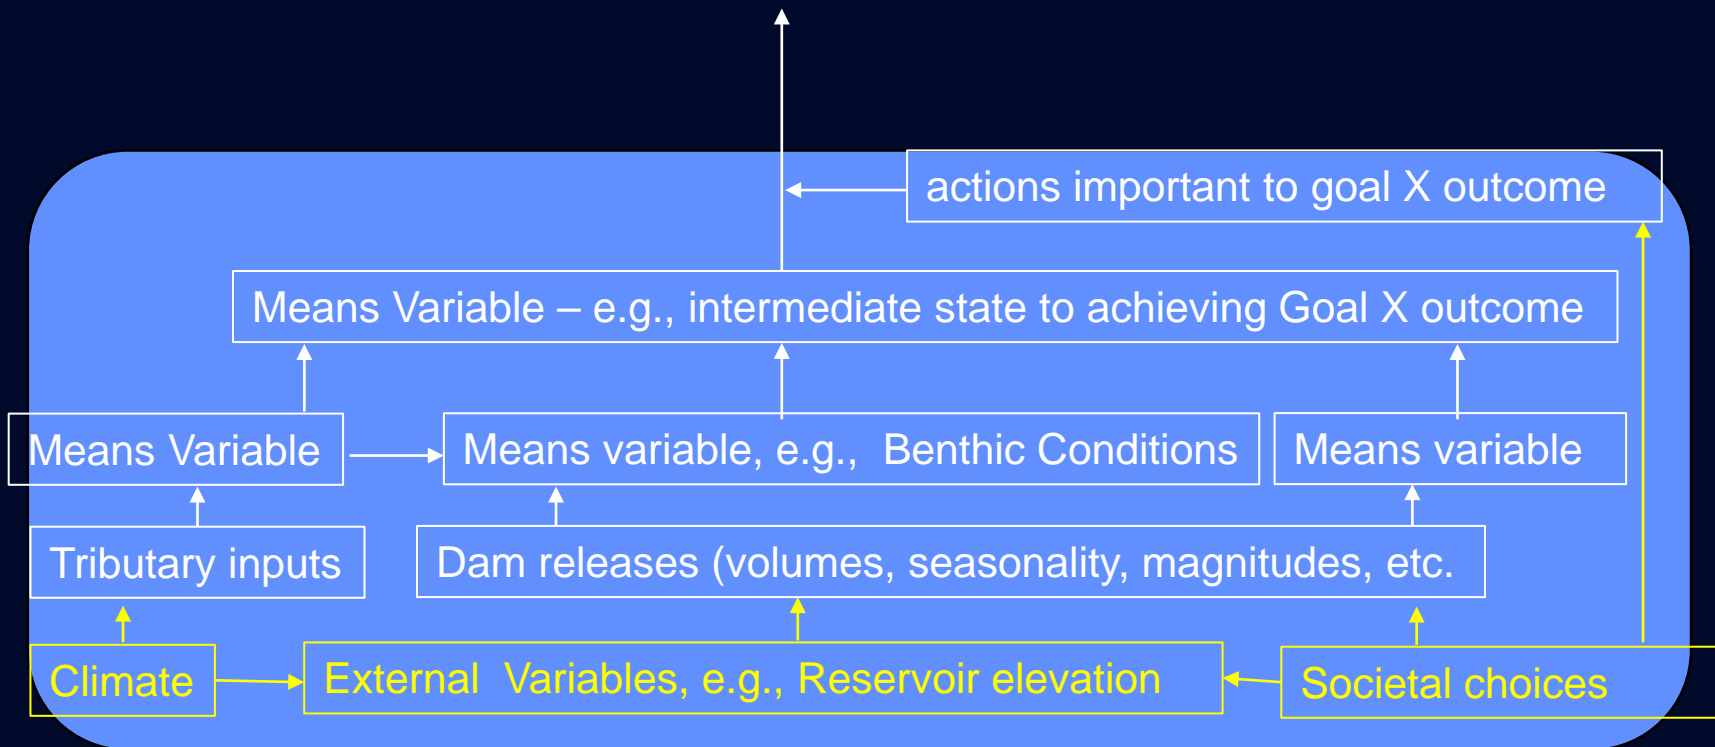 actions important to goal X outcome
Means Variable – e.g., intermediate state to achieving Goal X outcome
Means Variable
Means variable, e.g., Benthic Conditions
Means variable
Tributary inputs
Dam releases (volumes, seasonality, magnitudes, etc.
Climate
External Variables, e.g., Reservoir elevation
Societal choices